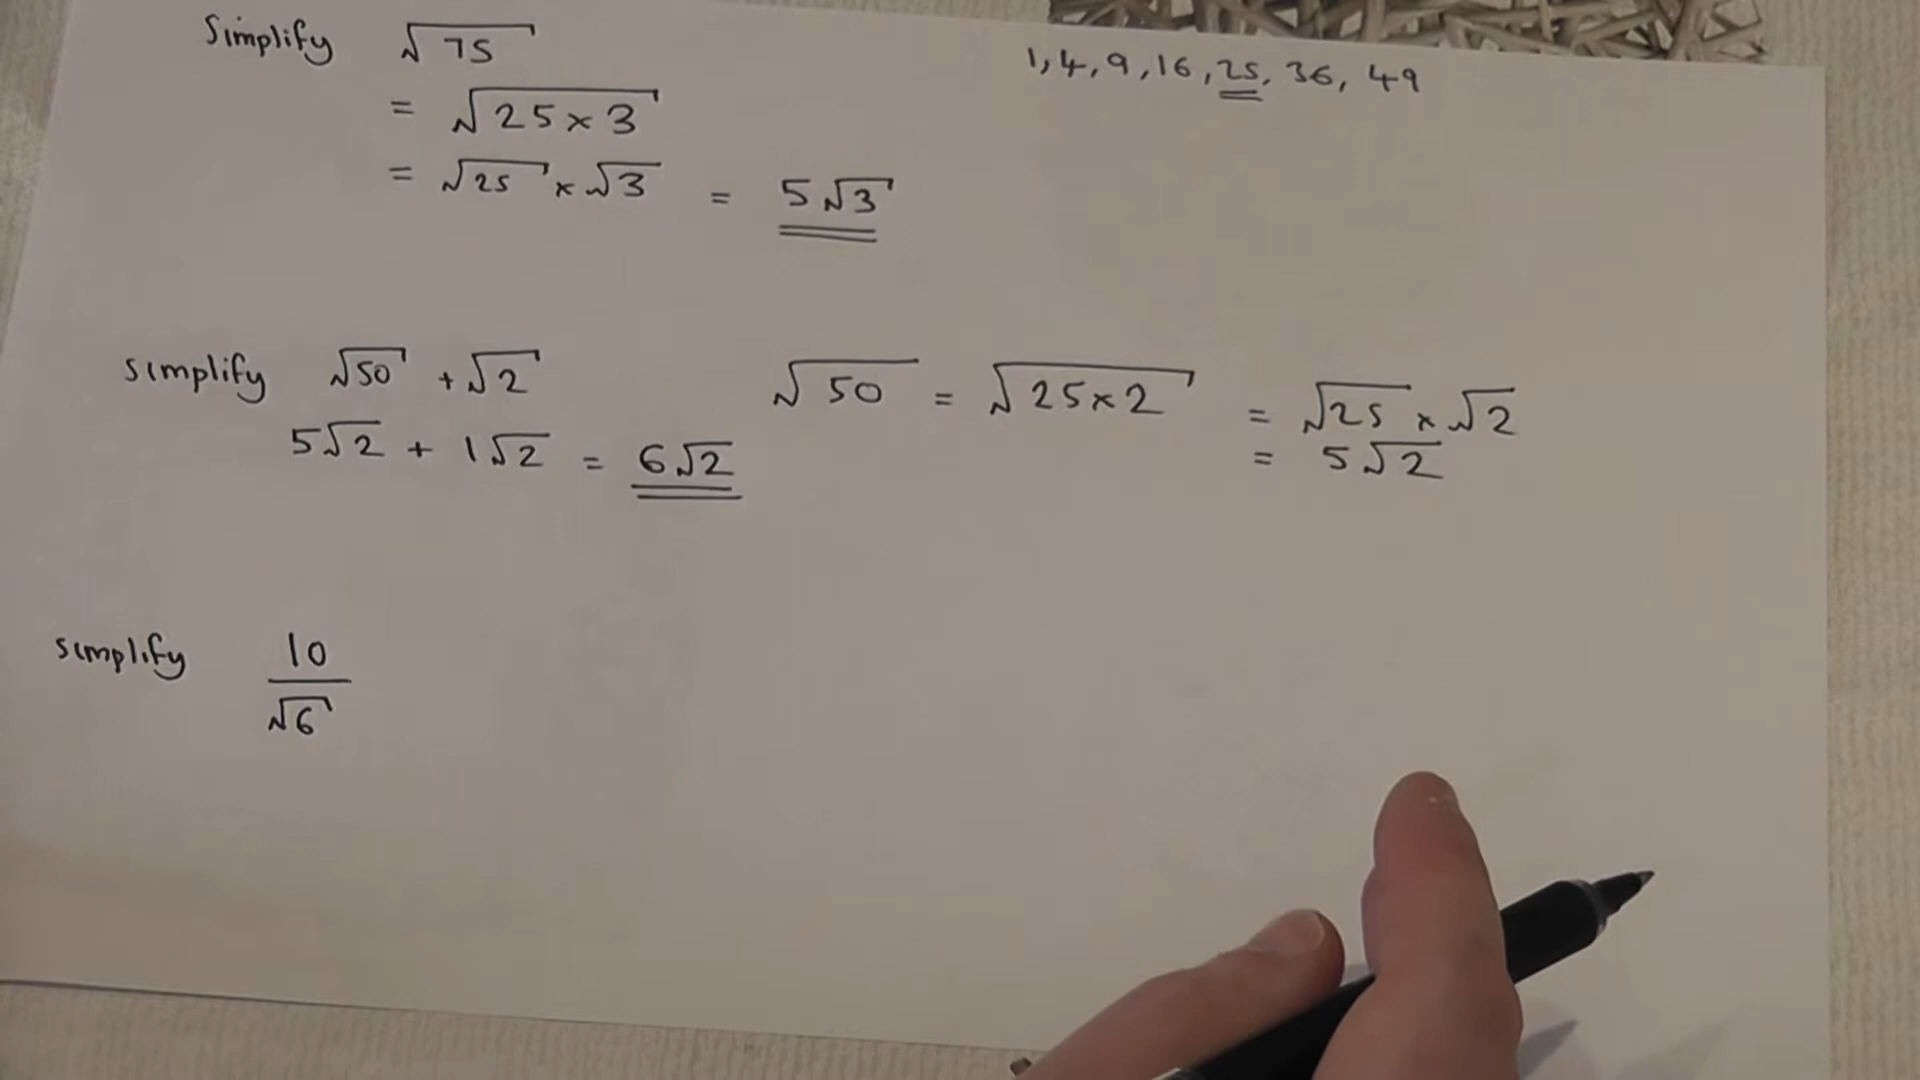 Simplify √75
1, 4, 9, 16, 25, 36, 49
= √25 x 3
= √25 x √3 = 5√3
simplify √50 + √2
√50 = √25 x 2 = √25 x √2
5√2 + 1√2 = 6√2
= 5√2
simplify 10
√6